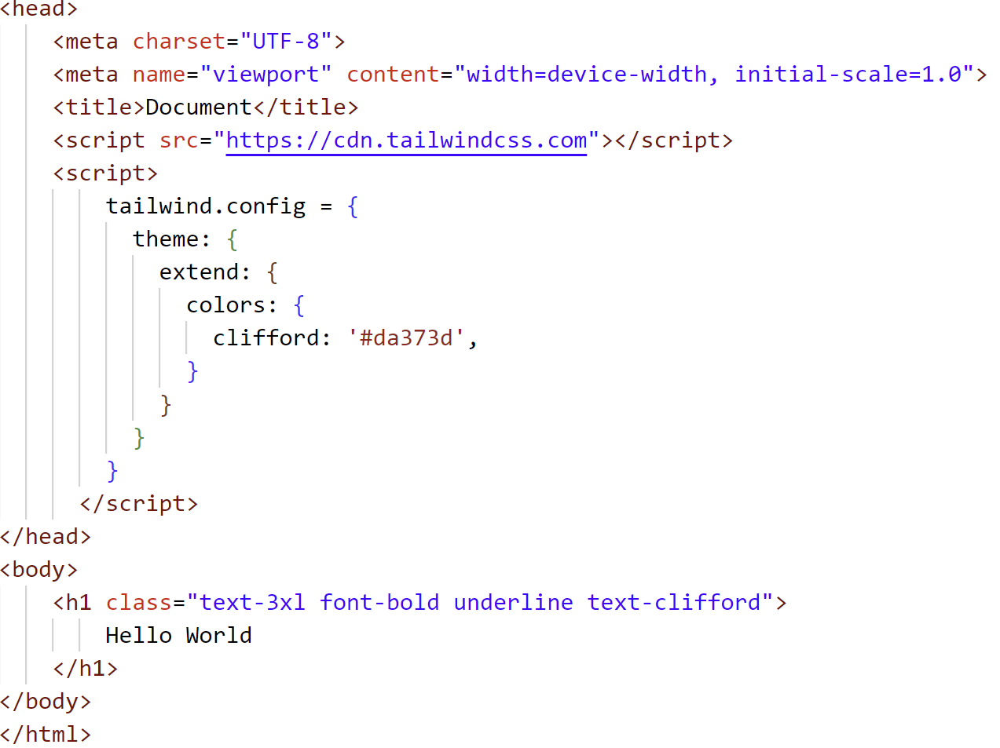 <head>
<meta charset="UTF-8">
<meta name="viewport" content="width=device-width, initial-scale=1.0">
<title>Document</title>
<script src="https://cdn.tailwindcss.com"></script>
<script>
tailwind.config = {
theme: {
extend: {
colors: {
clifford: '#da373d',
}
}
}
}
</script>
</head>
<body>
<h1 class="text-3xl font-bold underline text-clifford">
Hello World
</h1>
</body>
</html>